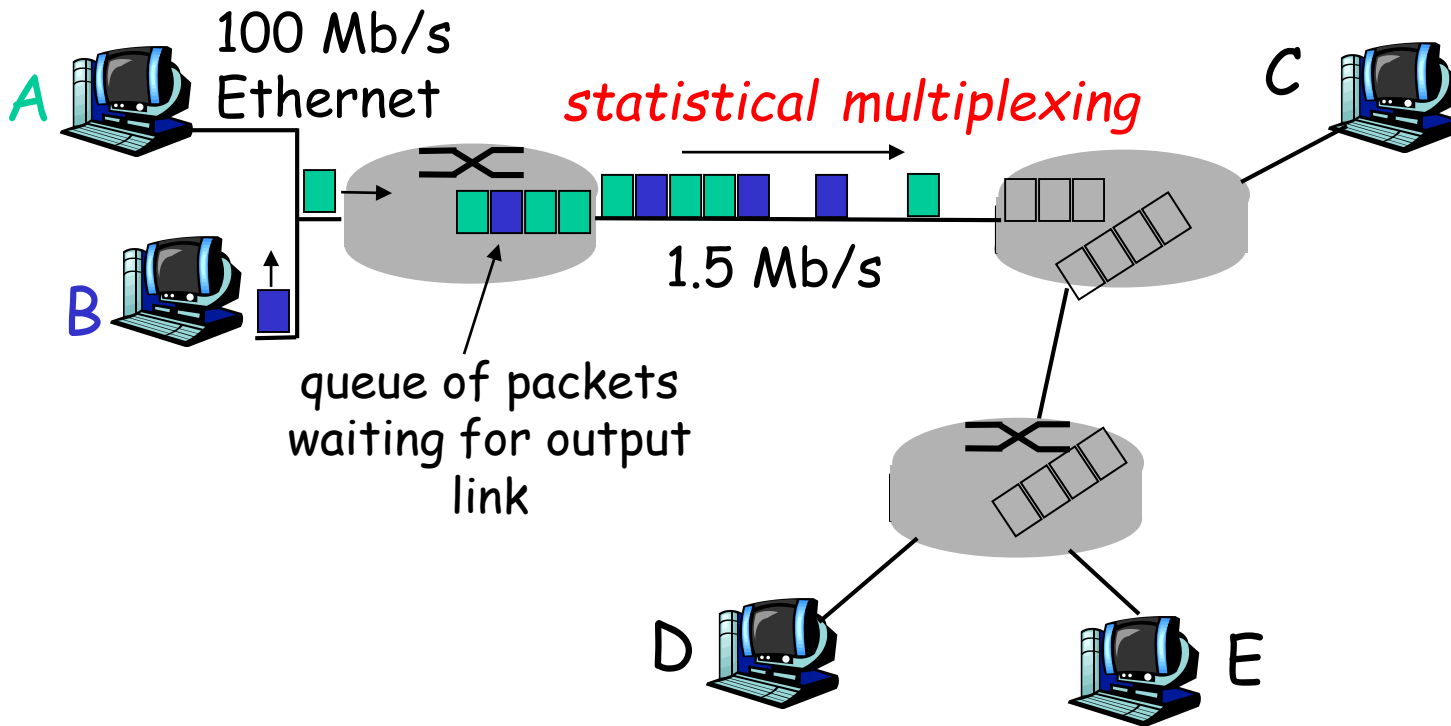 100 Mb/s
Ethernet
A
statistical multiplexing
C
B
1.5 Mb/s
queue of packets
waiting for output
link
D
E